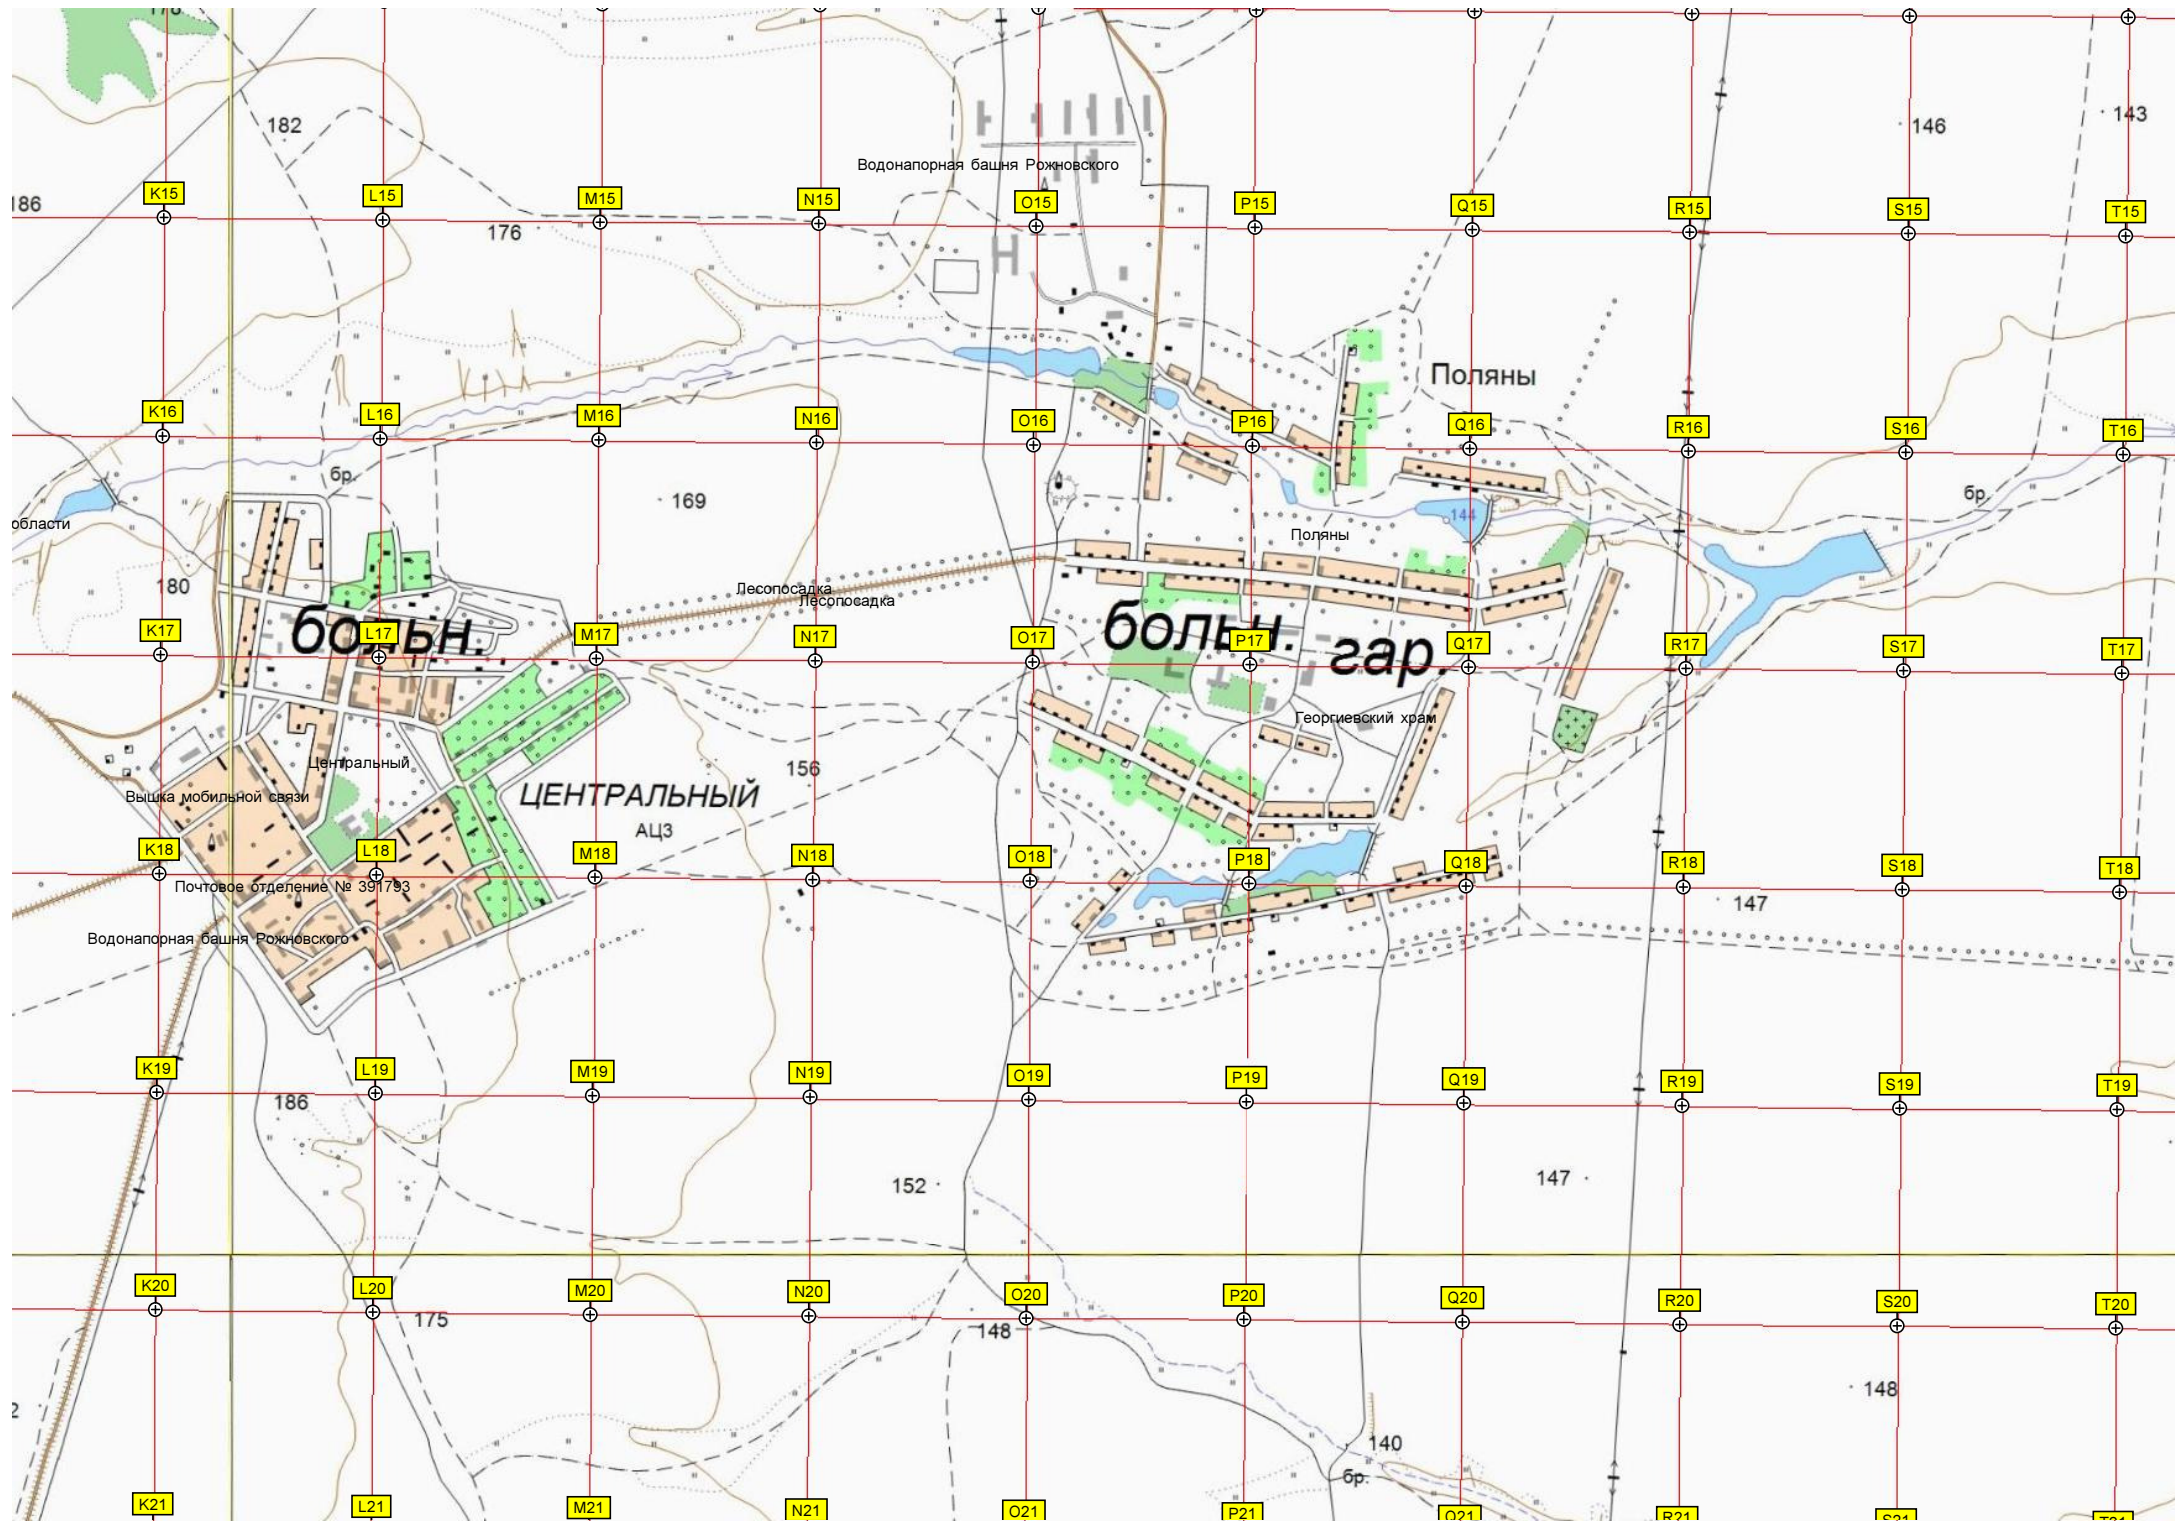 182
146
143
Водонапорная башня Рожновского
K15
L15
M15
N15
O15
P15
Q15
R15
S15
T15
186
176
Поляны
K16
L16
M16
N16
O16
P16
Q16
R16
S16
T16
бр.
169
бр.
144
области
Поляны
180
Лесопосадка
Лесопосадка
больн.
больн.
гар.
K17
L17
M17
N17
O17
P17
Q17
R17
S17
T17
Георгиевский храм
Центральный
156
Вышка мобильной связи
ЦЕНТРАЛЬНЫЙ
АЦЗ
K18
L18
M18
N18
O18
P18
Q18
R18
S18
T18
Почтовое отделение № 391793
147
Водонапорная башня Рожновского
K19
L19
M19
N19
O19
P19
Q19
R19
S19
T19
186
152
147
K20
L20
M20
N20
O20
P20
Q20
R20
S20
T20
175
148
148
140
бр.
K21
L21
M21
N21
O21
P21
Q21
R21
S21
T21